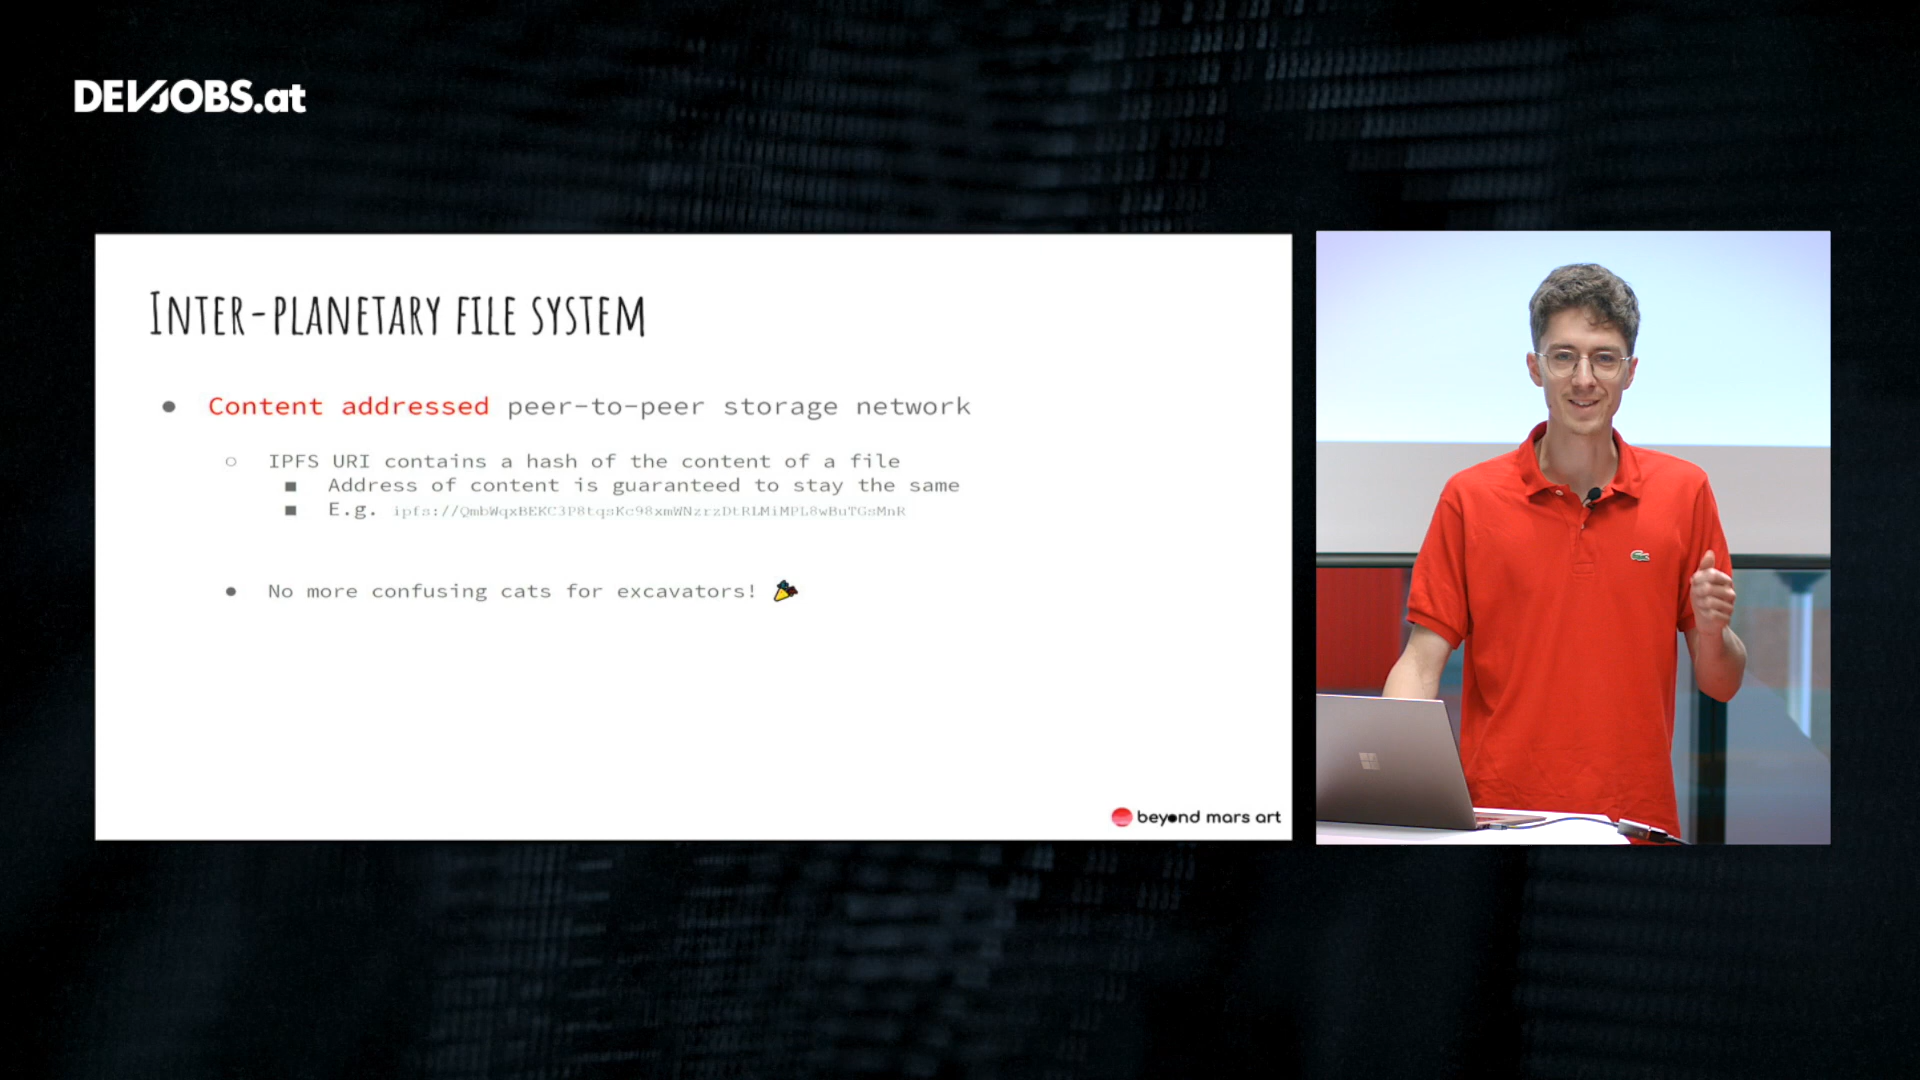 DEVJOBS.at
INTER-PLANETARY FILE SYSTEM
Content addressed peer-to-peer storage network
IPFS URI contains a hash of the content of a file
Address of content is guaranteed to stay the same
E.g. ipfs://QmbWqxBEKC3P8tqsKc98xmWNzrzDtRLMiMPL8wBuTGsMnR
No more confusing cats for excavators! 🎉
beyond mars art